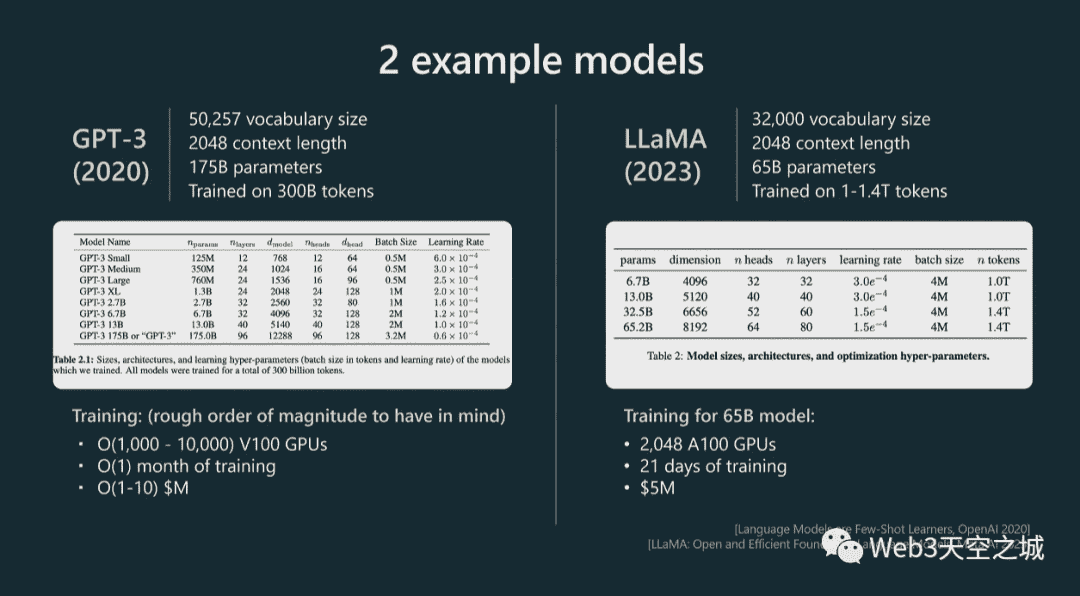 2 example models
GPT-3
(2020)
50,257 vocabulary size
2048 context length
175B parameters
Trained on 300B tokens
Model Name n_params n_layers d_model n_heads d_head Batch Size Learning Rate
GPT-3 Small 125M 12 768 12 64 0.5M 6.0 × 10⁻⁴
GPT-3 Medium 350M 24 1024 16 64 0.5M 3.0 × 10⁻⁴
GPT-3 Large 760M 24 1536 16 96 0.5M 2.5 × 10⁻⁴
GPT-3 XL 1.3B 24 2048 24 128 1M 2.0 × 10⁻⁴
GPT-3 2.7B 2.7B 32 2560 32 80 1M 1.6 × 10⁻⁴
GPT-3 6.7B 6.7B 32 4096 32 128 2M 1.2 × 10⁻⁴
GPT-3 13B 13.0B 40 5140 40 128 2M 1.0 × 10⁻⁴
GPT-3 175B or "GPT-3" 175.0B 96 12288 96 128 3.2M 0.6 × 10⁻⁴
Table 2.1: Sizes, architectures, and learning hyper-parameters (batch size in tokens and learning rate) of the models
which we trained. All models were trained for a total of 300 billion tokens.
Training: (rough order of magnitude to have in mind)
• O(1,000 - 10,000) V100 GPUs
• O(1) month of training
• O(1-10) $M
LLaMA
(2023)
32,000 vocabulary size
2048 context length
65B parameters
Trained on 1-1.4T tokens
params dimension n heads n layers learning rate batch size n tokens
6.7B 4096 32 32 3.0e⁻⁴ 4M 1.0T
13.0B 5120 40 40 3.0e⁻⁴ 4M 1.0T
32.5B 6656 52 60 1.5e⁻⁴ 4M 1.4T
65.2B 8192 64 80 1.5e⁻⁴ 4M 1.4T
Table 2: Model sizes, architectures, and optimization hyper-parameters.
Training for 65B model:
• 2,048 A100 GPUs
• 21 days of training
• $5M
[Language Models are Few-Shot Learners, OpenAI 2020]
[LLaMA: Open and Efficient
Web3天空之城